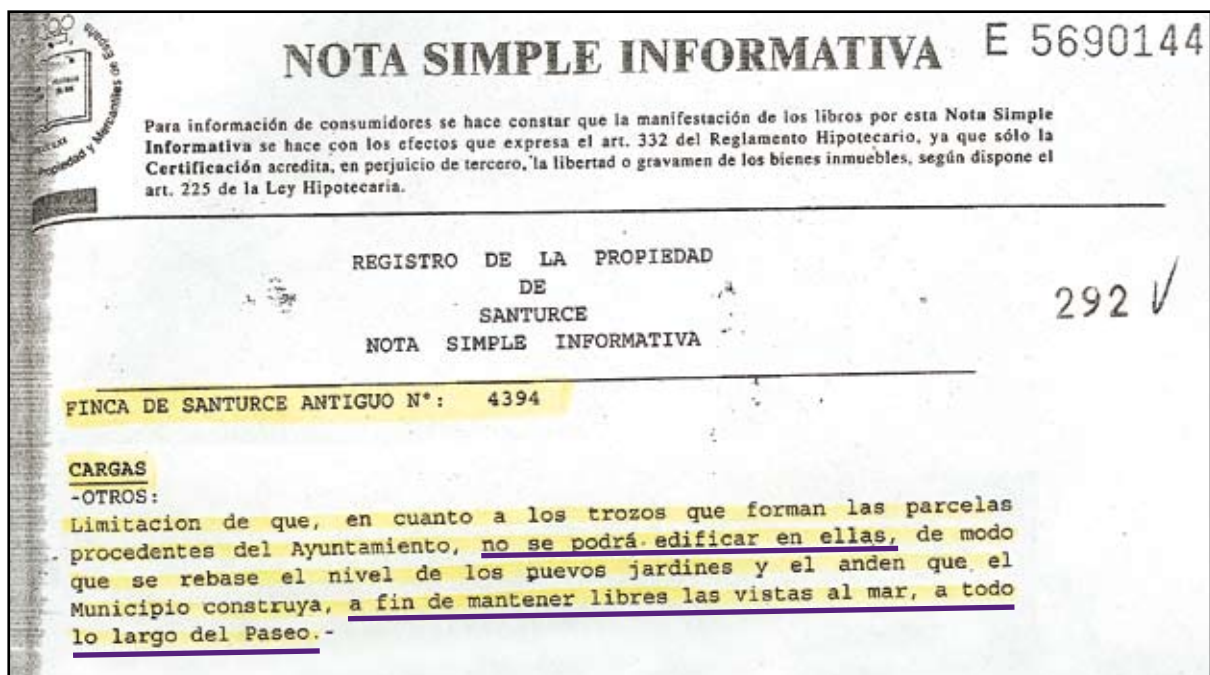 NOTA SIMPLE INFORMATIVA E 5690144
Para información de consumidores se hace constar que la manifestación de los libros por esta Nota Simple
Informativa se hace con los efectos que expresa el art. 332 del Reglamento Hipotecario, ya que sólo la
Certificación acredita, en perjuicio de tercero, la libertad o gravamen de los bienes inmuebles, según dispone el
art. 225 de la Ley Hipotecaria.
REGISTRO DE LA PROPIEDAD
DE
SANTURCE
NOTA SIMPLE INFORMATIVA
292
FINCA DE SANTURCE ANTIGUO Nº: 4394
CARGAS
-OTROS:
Limitacion de que, en cuanto a los trozos que forman las parcelas
procedentes del Ayuntamiento, no se podrá edificar en ellas, de modo
que se rebase el nivel de los nuevos jardines y el anden que el
Municipio construya, a fin de mantener libres las vistas al mar, a todo
lo largo del Paseo.-